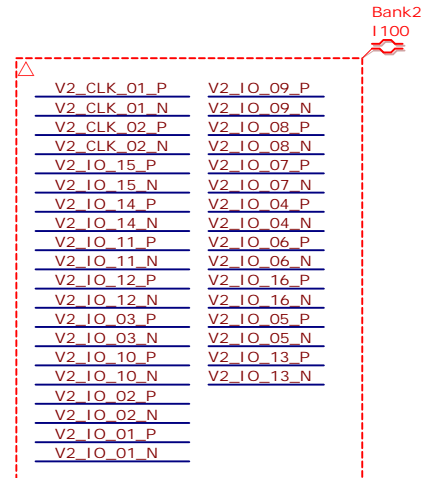 Bank2
I100
V2_CLK_01_P
V2_CLK_01_N
V2_CLK_02_P
V2_CLK_02_N
V2_IO_15_P
V2_IO_15_N
V2_IO_14_P
V2_IO_14_N
V2_IO_11_P
V2_IO_11_N
V2_IO_12_P
V2_IO_12_N
V2_IO_03_P
V2_IO_03_N
V2_IO_10_P
V2_IO_10_N
V2_IO_02_P
V2_IO_02_N
V2_IO_01_P
V2_IO_01_N
V2_IO_09_P
V2_IO_09_N
V2_IO_08_P
V2_IO_08_N
V2_IO_07_P
V2_IO_07_N
V2_IO_04_P
V2_IO_04_N
V2_IO_06_P
V2_IO_06_N
V2_IO_16_P
V2_IO_16_N
V2_IO_05_P
V2_IO_05_N
V2_IO_13_P
V2_IO_13_N